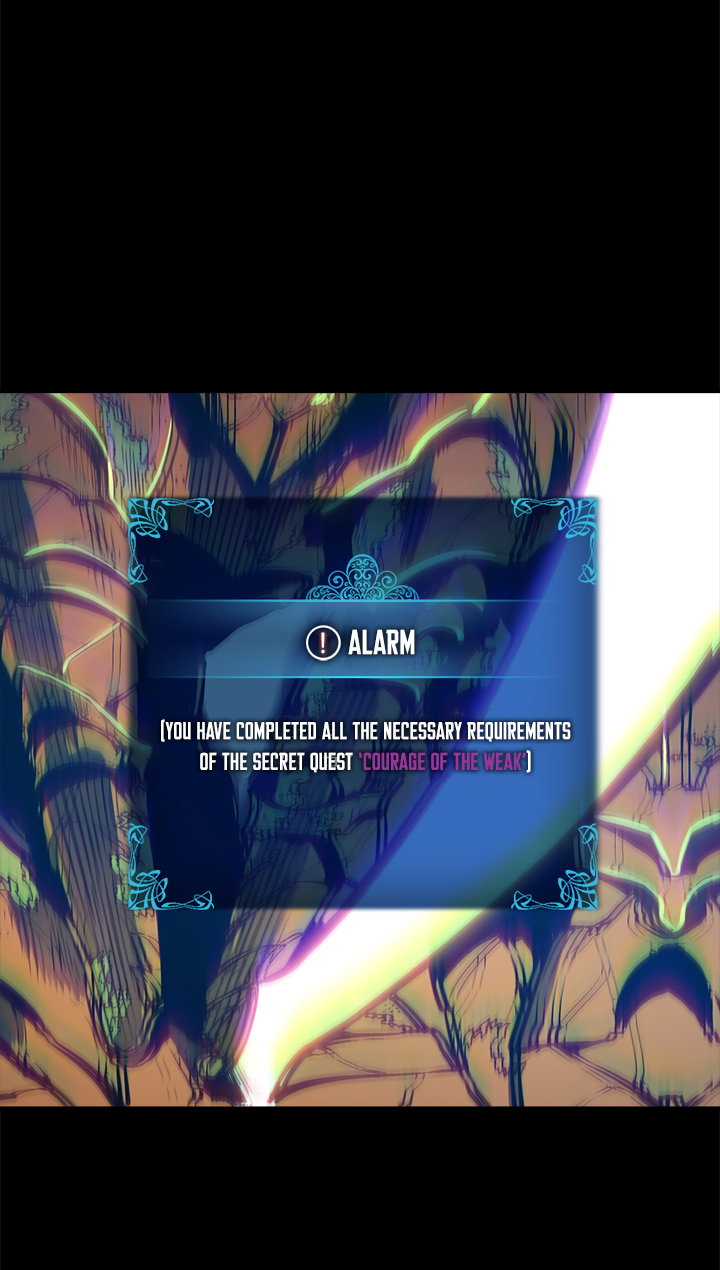 ! ALARM
[YOU HAVE COMPLETED ALL THE NECESSARY REQUIREMENTS
OF THE SECRET QUEST 'COURAGE OF THE WEAK']